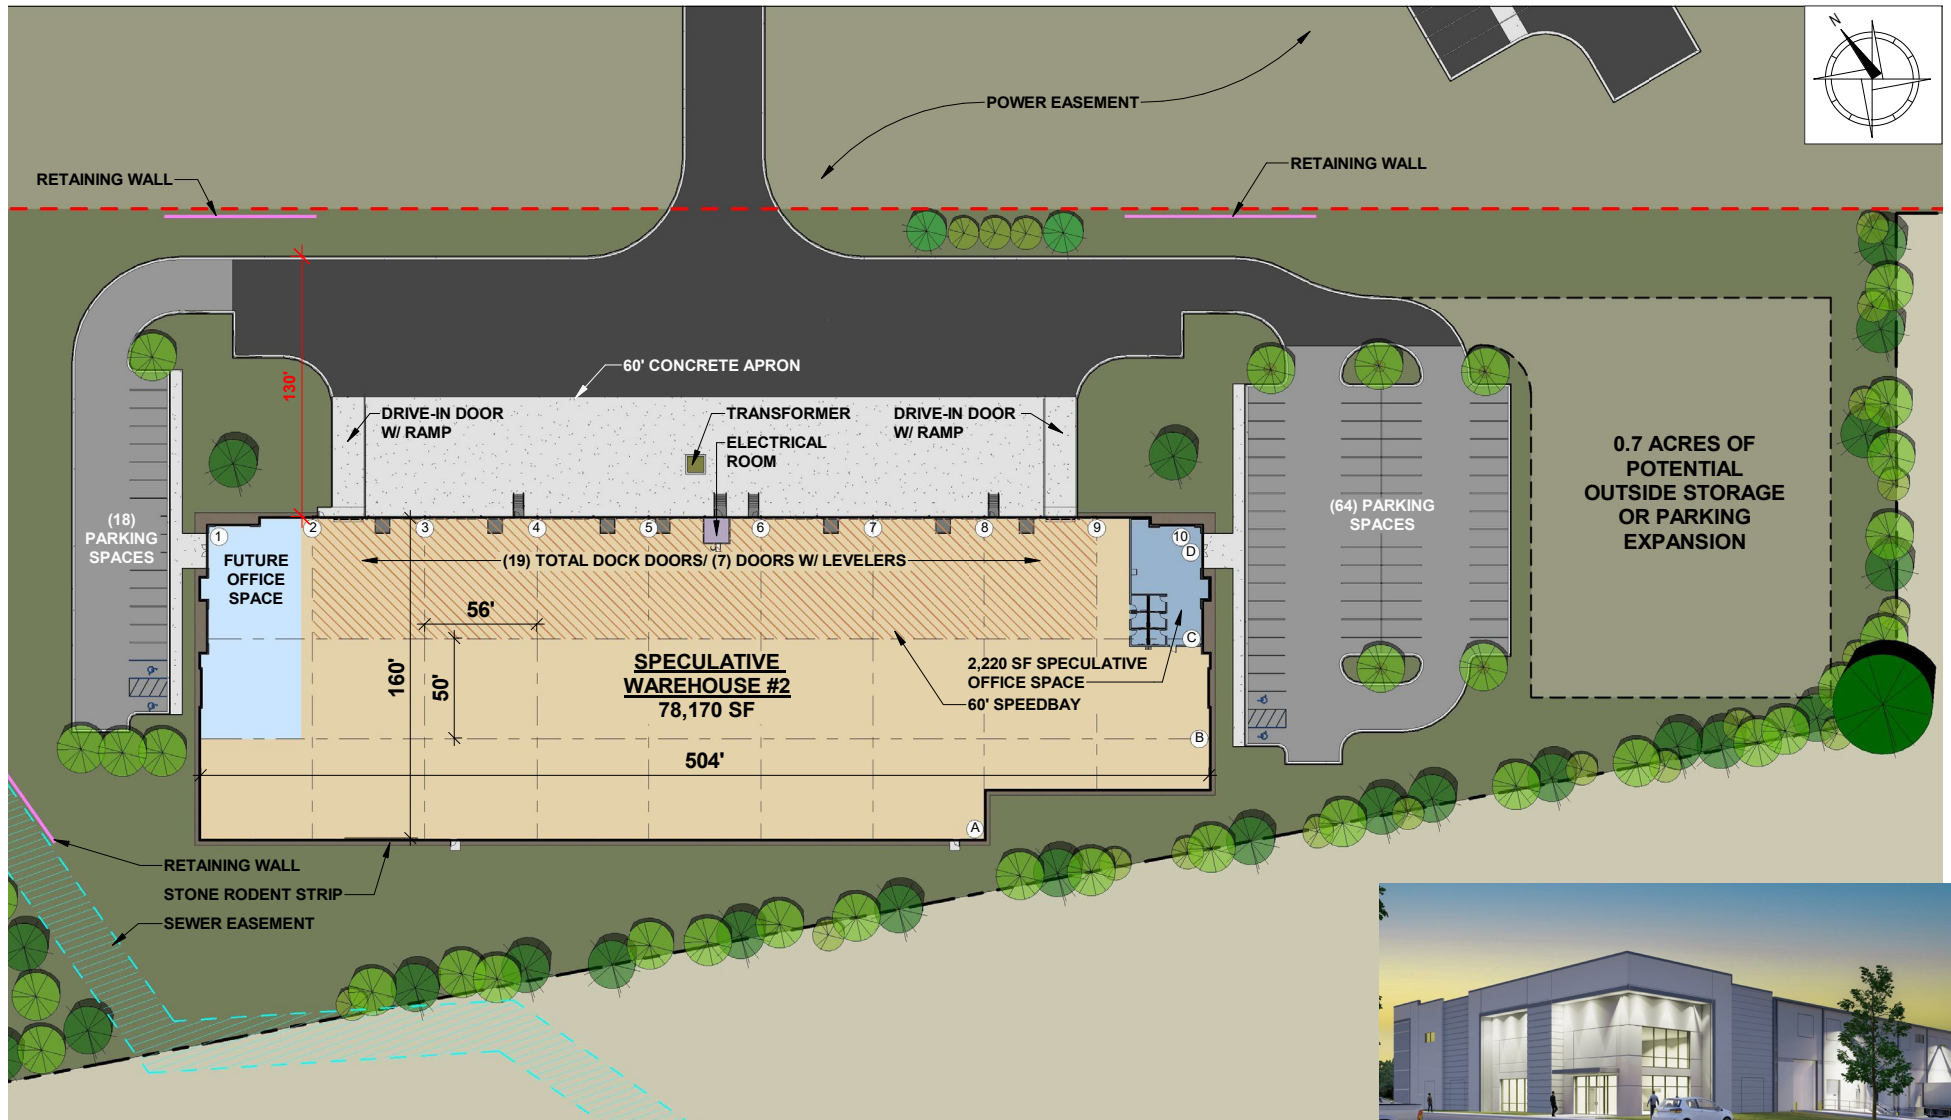 N
POWER EASEMENT
RETAINING WALL
RETAINING WALL
130'
60' CONCRETE APRON
DRIVE-IN DOOR
W/ RAMP
TRANSFORMER
ELECTRICAL
ROOM
DRIVE-IN DOOR
W/ RAMP
0.7 ACRES OF
POTENTIAL
OUTSIDE STORAGE
OR PARKING
EXPANSION
(18)
PARKING
SPACES
(64) PARKING
SPACES
1
2
3
4
5
6
7
8
9
10
D
FUTURE
OFFICE
SPACE
(19) TOTAL DOCK DOORS/ (7) DOORS W/ LEVELERS
56'
C
160'
50'
SPECULATIVE
WAREHOUSE #2
78,170 SF
2,220 SF SPECULATIVE
OFFICE SPACE
60' SPEEDBAY
B
504'
A
RETAINING WALL
STONE RODENT STRIP
SEWER EASEMENT